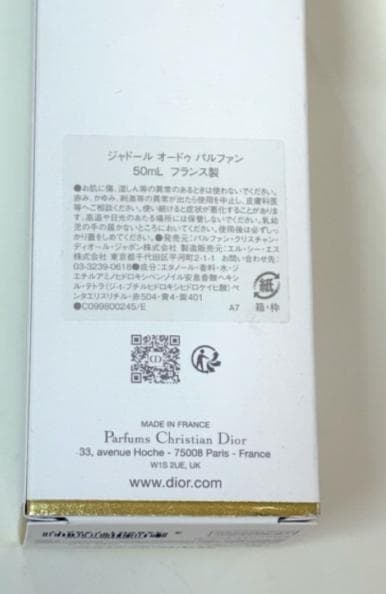 ジャドール オードゥ パルファン
50mL フランス製
●お肌に傷、湿しん等の異常のあるときは使わないでください。
赤み、かゆみ、刺激等の異常が出たら使用を中止し、皮膚科医
等へご相談ください。使い続けると症状が悪化することがありま
す。高温や日光のあたる場所には保管しないでください。乳幼
児の手の届かないところにおいてください。使用後は必ずしっ
かり蓋をしめてください。●発売元:パルファン・クリスチャン・
ディオール・ジャポン株式会社 製造販売元:エル・シー・エス
株式会社 東京都千代田区平河町2-1-1 お問い合わせ先:
03-3239-0618●成分:エタノール・香料・水・ジ
エチルアミノヒドロキシベンゾイル安息香酸ヘキシ
ル・テトラ(ジ-t-ブチルヒドロキシヒドロケイヒ酸)ペ
ンタエリスリチル・赤504・黄4・紫401
●C099800245/E A7
紙
箱・枠
CD
MADE IN FRANCE
Parfums Christian Dior
33, avenue Hoche - 75008 Paris - France
W1S 2UE, UK
www.dior.com